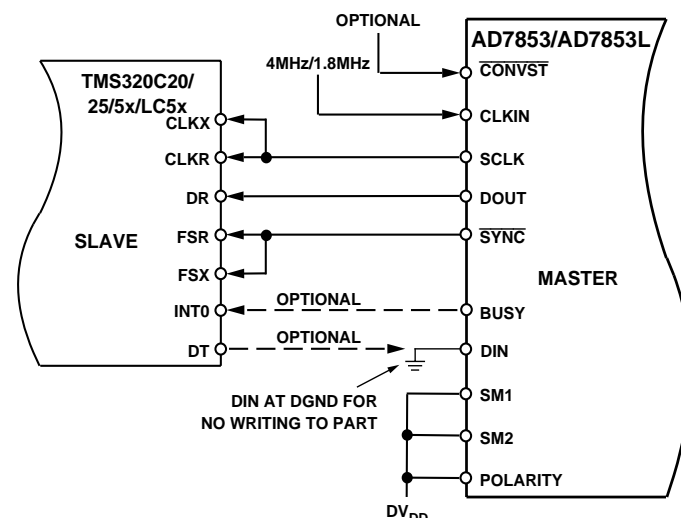 OPTIONAL
AD7853/AD7853L
4MHz/1.8MHz
CONVST
TMS320C20/
25/5x/LC5x
CLKX
CLKIN
CLKR
SCLK
DR
DOUT
FSR
SYNC
SLAVE
MASTER
FSX
INT0
OPTIONAL
BUSY
DT
OPTIONAL
DIN
DIN AT DGND FOR
NO WRITING TO PART
SM1
SM2
POLARITY
DVDD